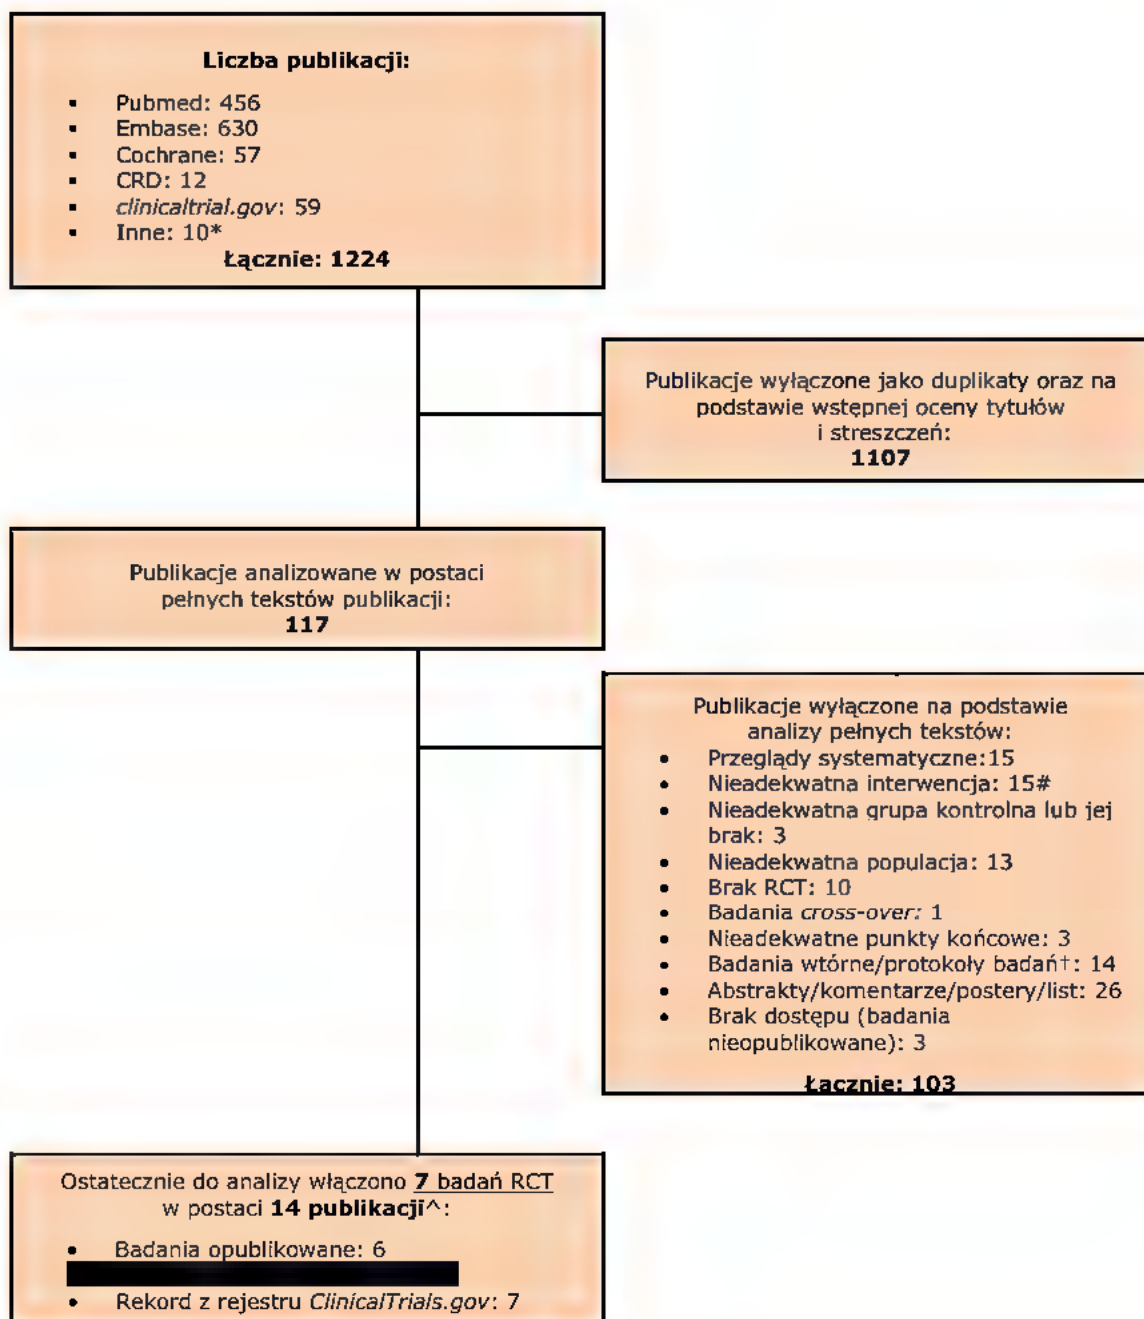 Liczba publikacji:
▪ Pubmed: 456
▪ Embase: 630
▪ Cochrane: 57
▪ CRD: 12
▪ clinicaltrial.gov: 59
▪ Inne: 10*
Łącznie: 1224
Publikacje wyłączone jako duplikaty oraz na
podstawie wstępnej oceny tytułów
i streszczeń:
1107
Publikacje analizowane w postaci
pełnych tekstów publikacji:
117
Publikacje wyłączone na podstawie
analizy pełnych tekstów:
• Przeglądy systematyczne:15
• Nieadekwatna interwencja: 15#
• Nieadekwatna grupa kontrolna lub jej
brak: 3
• Nieadekwatna populacja: 13
• Brak RCT: 10
• Badania cross-over: 1
• Nieadekwatne punkty końcowe: 3
• Badania wtórne/protokoły badań†: 14
• Abstrakty/komentarze/postery/list: 26
• Brak dostępu (badania
nieopublikowane): 3
Łącznie: 103
Ostatecznie do analizy włączono 7 badań RCT
w postaci 14 publikacji^:
• Badania opublikowane: 6
• Rekord z rejestru ClinicalTrials.gov: 7